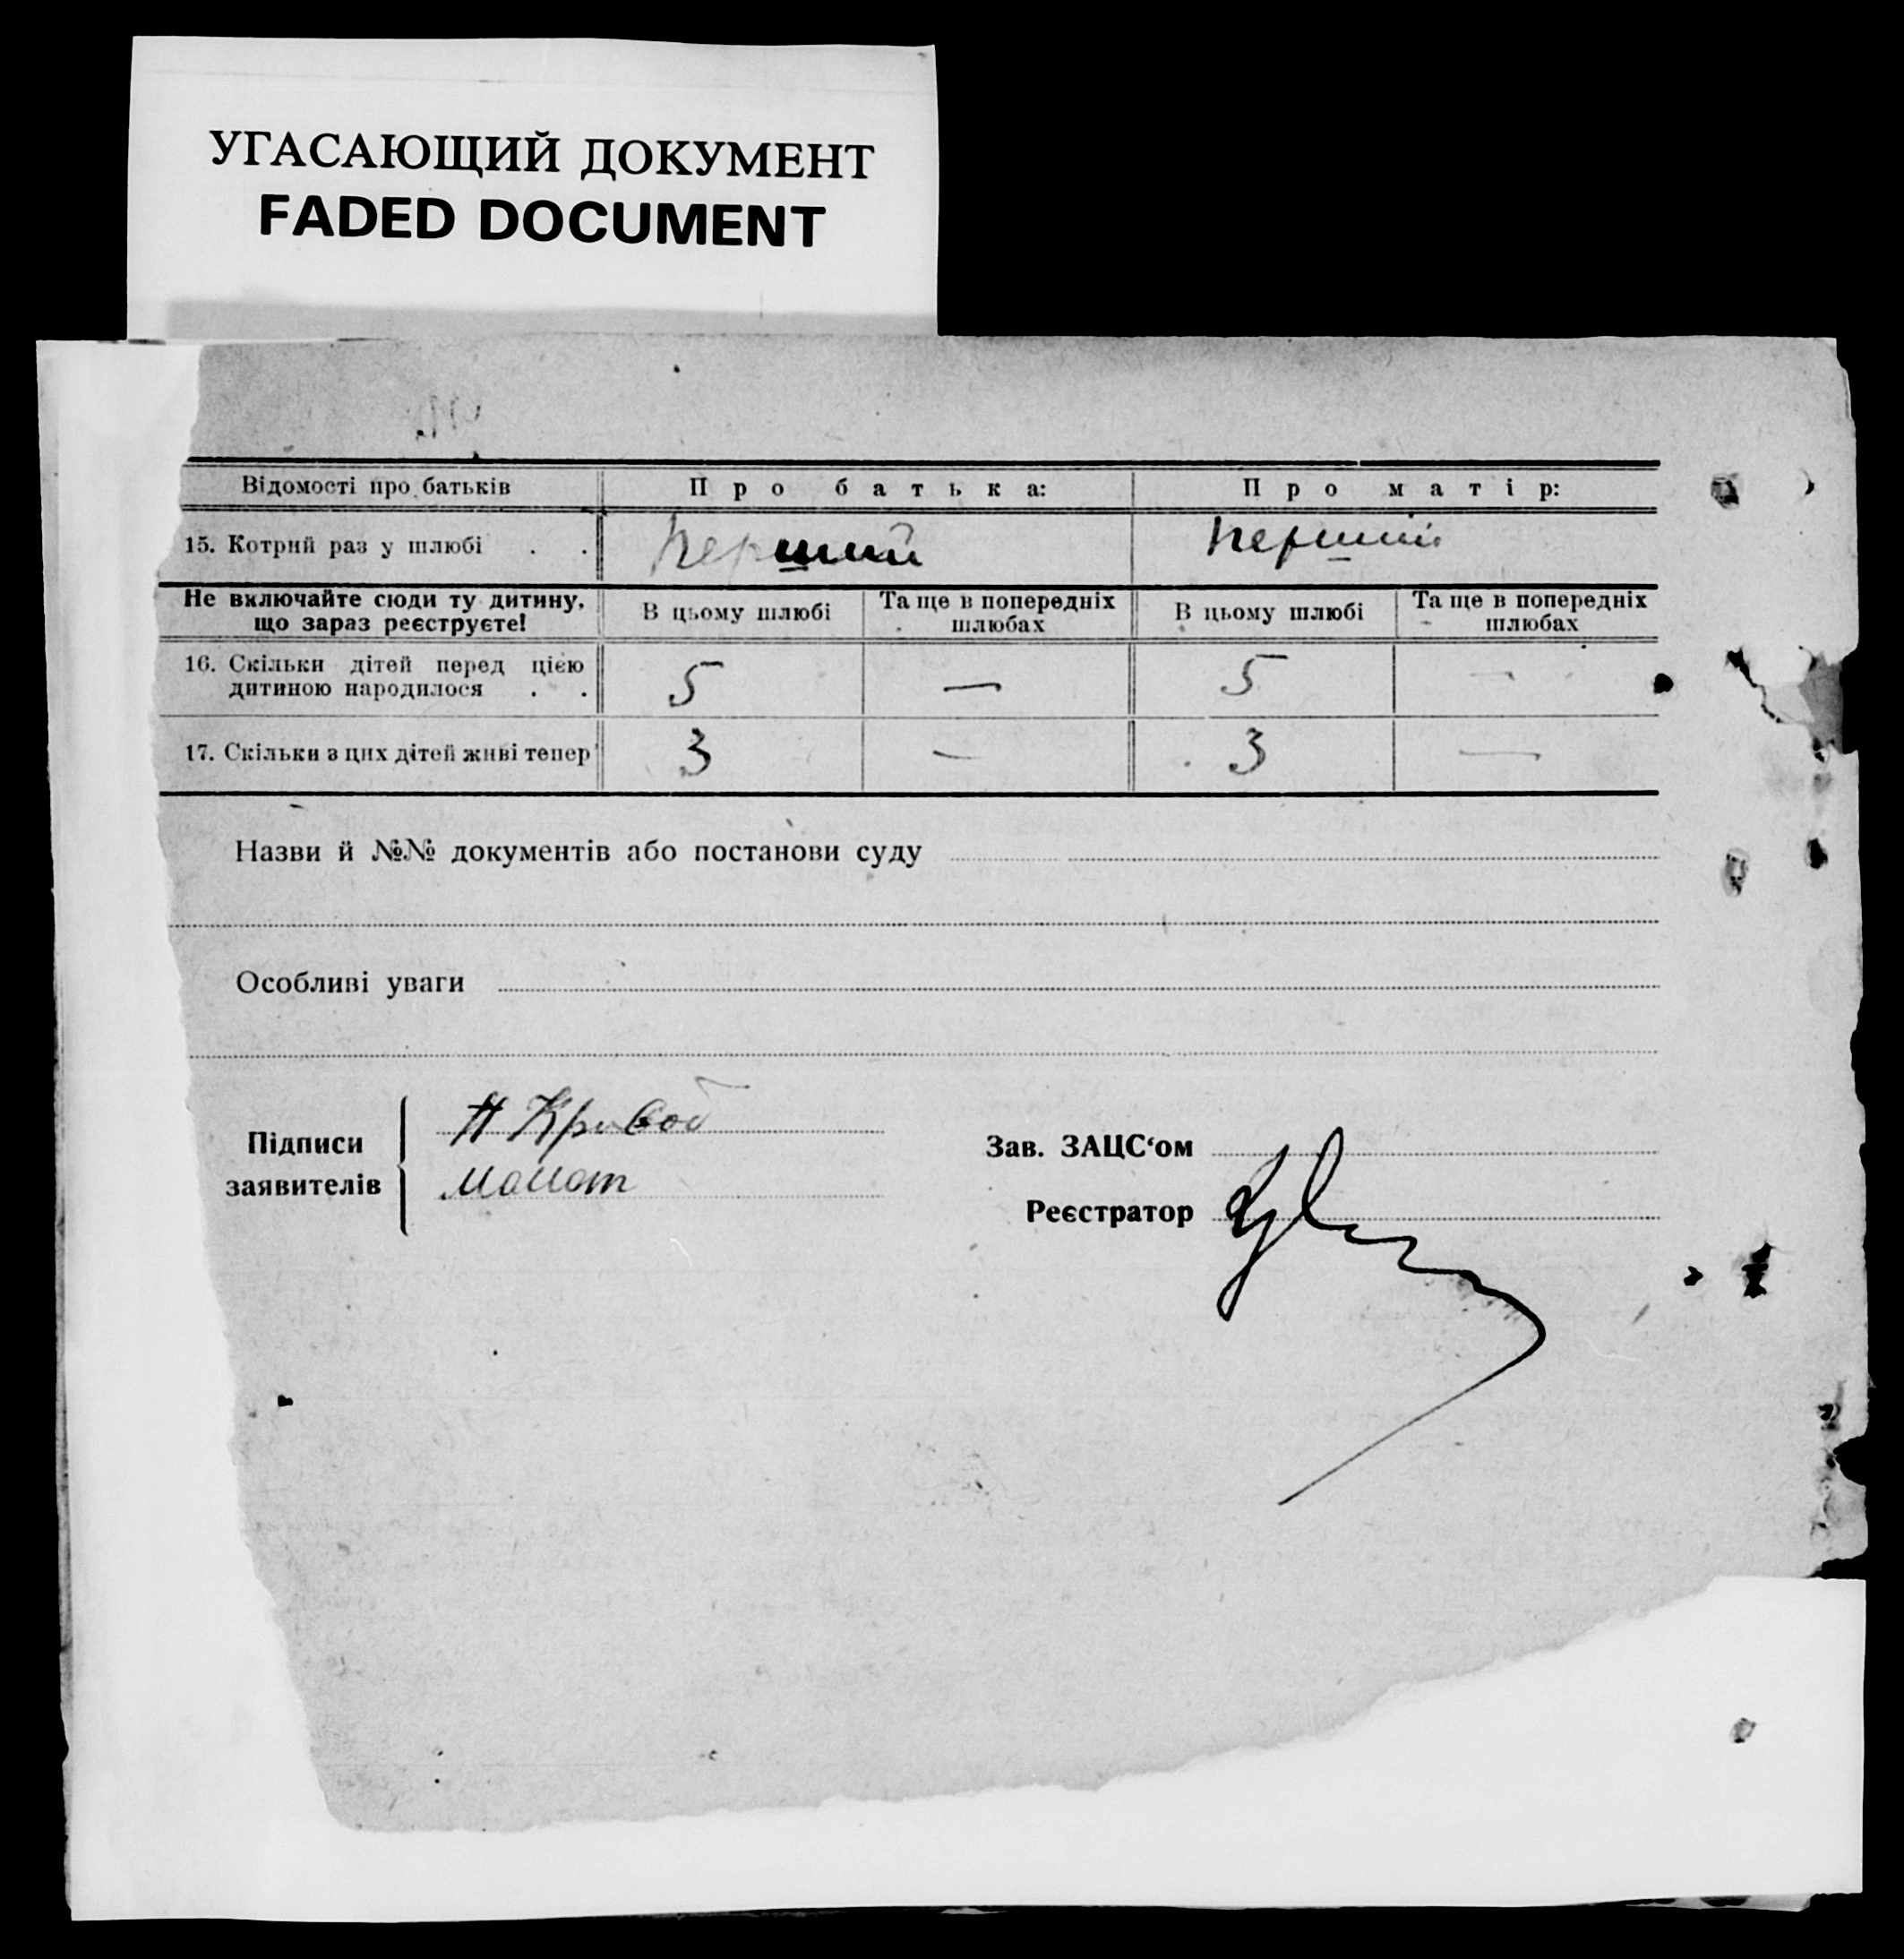 УГАСАЮЩИЙ ДОКУМЕНТ
FADED DOCUMENT
Відомості про батьків Про батька: Про матір:
15. Котрий раз у шлюбі . . Перший Перший
Не включайте сюди ту дитину, що зараз реєструєте! В цьому шлюбі Та ще в попередніх шлюбах В цьому шлюбі Та ще в попередніх шлюбах
16. Скільки дітей перед цією
дитиною народилося . . 5 — 5 —
17. Скільки з цих дітей живі тепер 3 — 3 —
Назви й №№ документів або постанови суду
Особливі уваги
Підписи заявителів
Н Кривой
Зав. ЗАЦС‘ом
Реєстратор